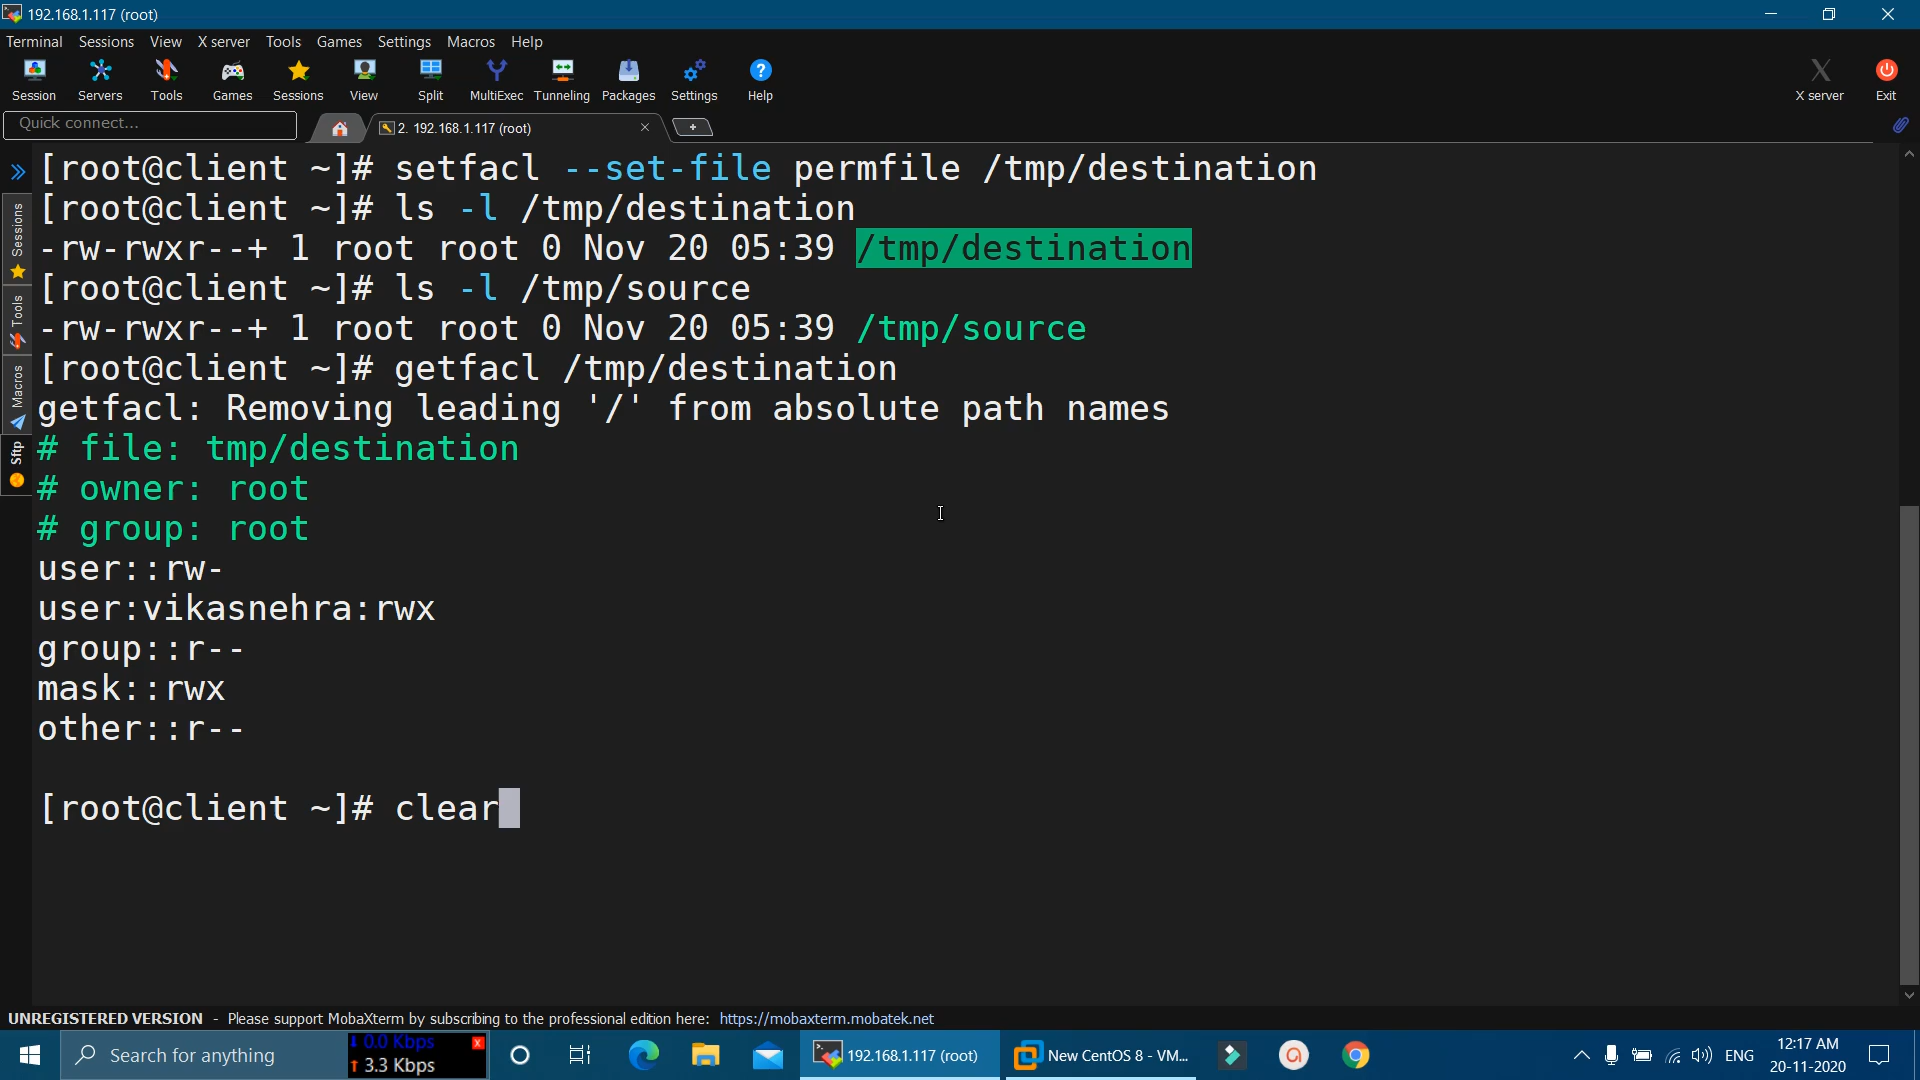 192.168.1.117 (root)
Terminal Sessions View X server Tools Games Settings Macros Help
Session Servers Tools Games Sessions View Split MultiExec Tunneling Packages Settings Help X server Exit
Quick connect...
2. 192.168.1.117 (root)
Sessions
Tools
Macros
Sftp
[root@client ~]# setfacl --set-file permfile /tmp/destination
[root@client ~]# ls -l /tmp/destination
-rw-rwxr--+ 1 root root 0 Nov 20 05:39 /tmp/destination
[root@client ~]# ls -l /tmp/source
-rw-rwxr--+ 1 root root 0 Nov 20 05:39 /tmp/source
[root@client ~]# getfacl /tmp/destination
getfacl: Removing leading '/' from absolute path names
# file: tmp/destination
# owner: root
# group: root
user::rw-
user:vikasnehra:rwx
group::r--
mask::rwx
other::r--
[root@client ~]# clear
UNREGISTERED VERSION - Please support MobaXterm by subscribing to the professional edition here: https://mobaxterm.mobatek.net
Search for anything
0.0 Kbps
3.3 Kbps
192.168.1.117 (root)
New CentOS 8 - VM...
ENG
12:17 AM
20-11-2020